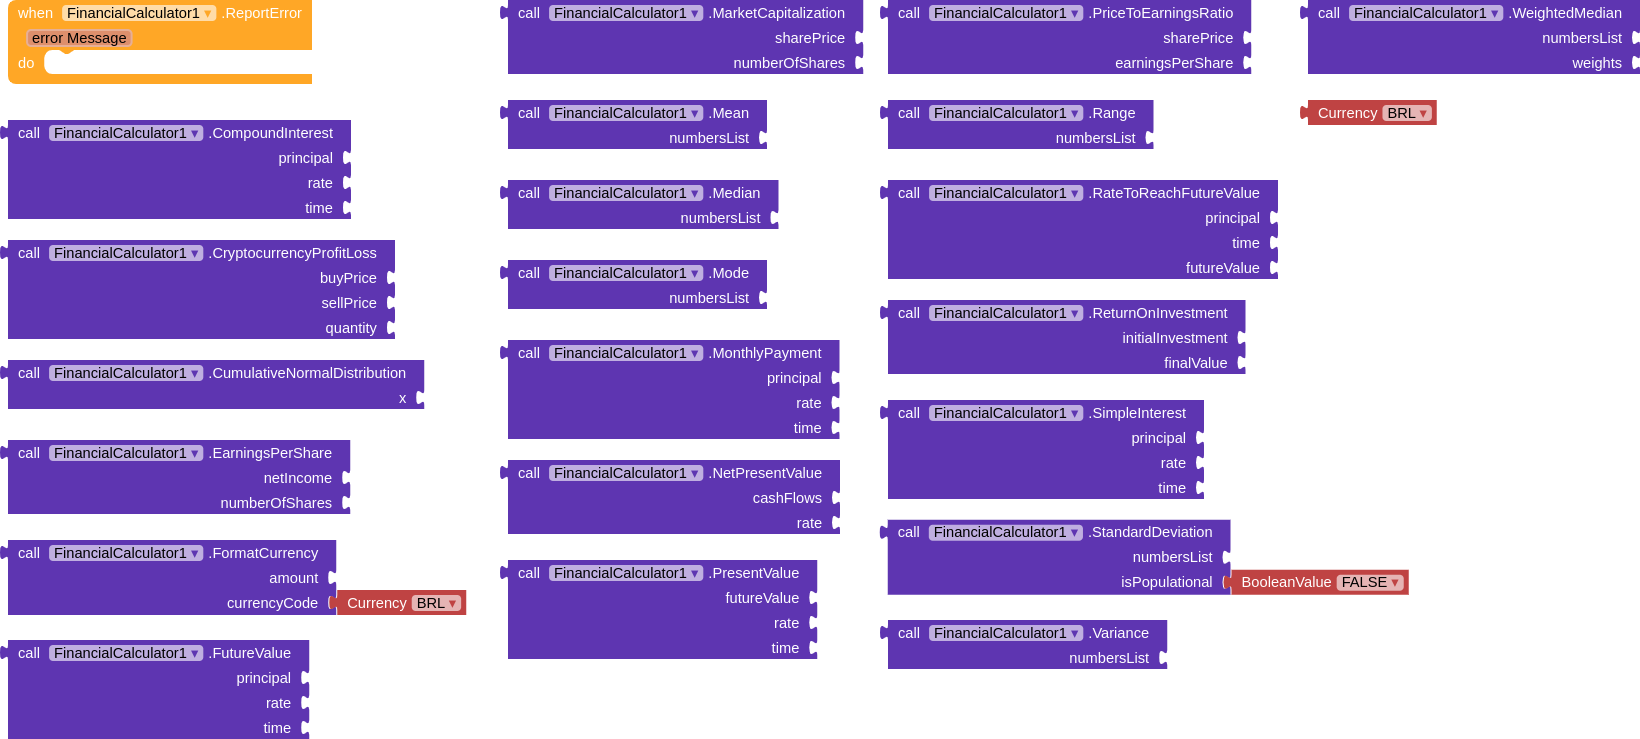 when FinancialCalculator1 .ReportError
error Message
do
call FinancialCalculator1 .CompoundInterest
principal
rate
time
call FinancialCalculator1 .CryptocurrencyProfitLoss
buyPrice
sellPrice
quantity
call FinancialCalculator1 .CumulativeNormalDistribution
x
call FinancialCalculator1 .EarningsPerShare
netIncome
numberOfShares
call FinancialCalculator1 .FormatCurrency
amount
currencyCode Currency BRL
call FinancialCalculator1 .FutureValue
principal
rate
time
call FinancialCalculator1 .MarketCapitalization
sharePrice
numberOfShares
call FinancialCalculator1 .Mean
numbersList
call FinancialCalculator1 .Median
numbersList
call FinancialCalculator1 .Mode
numbersList
call FinancialCalculator1 .MonthlyPayment
principal
rate
time
call FinancialCalculator1 .NetPresentValue
cashFlows
rate
call FinancialCalculator1 .PresentValue
futureValue
rate
time
call FinancialCalculator1 .PriceToEarningsRatio
sharePrice
earningsPerShare
call FinancialCalculator1 .Range
numbersList
call FinancialCalculator1 .RateToReachFutureValue
principal
time
futureValue
call FinancialCalculator1 .ReturnOnInvestment
initialInvestment
finalValue
call FinancialCalculator1 .SimpleInterest
principal
rate
time
call FinancialCalculator1 .StandardDeviation
numbersList
isPopulational BooleanValue FALSE
call FinancialCalculator1 .Variance
numbersList
call FinancialCalculator1 .WeightedMedian
numbersList
weights
Currency BRL